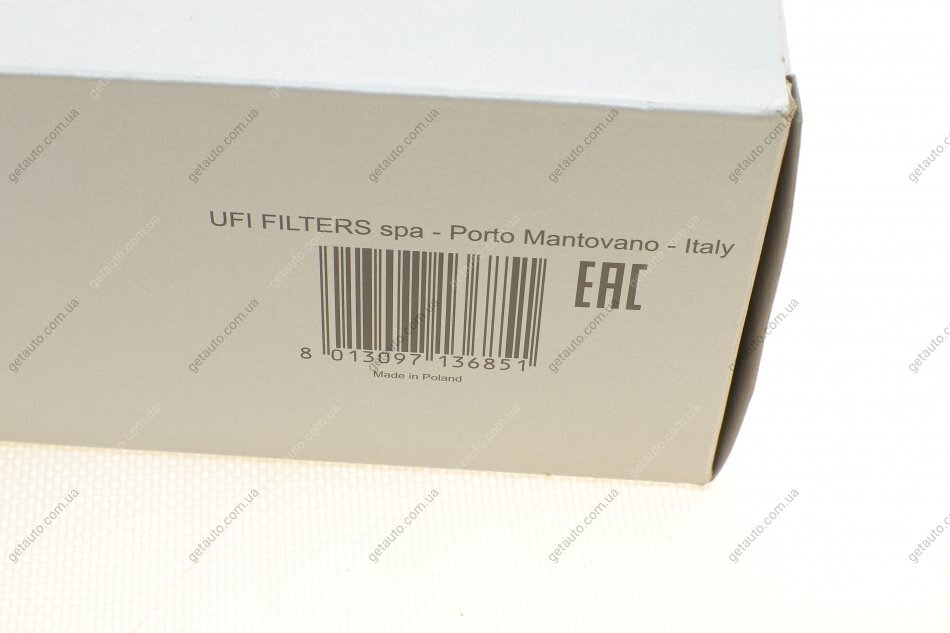 UFI FILTERS spa - Porto Mantovano - Italy
EAC
8 013097 136851
Made in Poland
getauto.com.ua